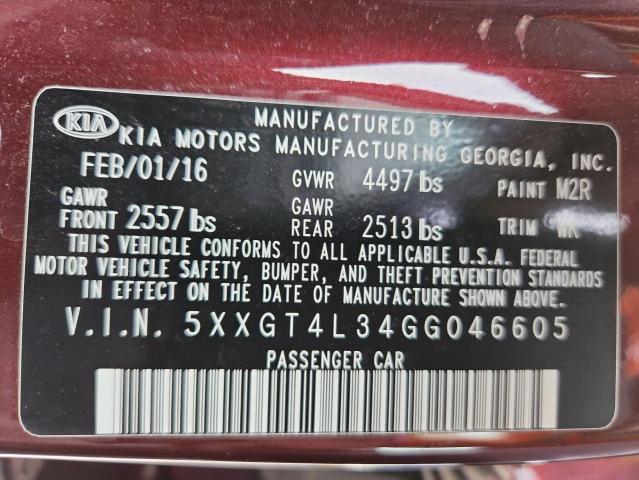 KIA MANUFACTURED BY
KIA MOTORS MANUFACTURING GEORGIA, INC.
FEB/01/16 GVWR 4497 lbs PAINT M2R
GAWR FRONT 2557 lbs GAWR REAR 2513 lbs TRIM WK
THIS VEHICLE CONFORMS TO ALL APPLICABLE U.S.A. FEDERAL
MOTOR VEHICLE SAFETY, BUMPER, AND THEFT PREVENTION STANDARDS
IN EFFECT ON THE DATE OF MANUFACTURE SHOWN ABOVE.
V.I.N. 5XXGT4L34GG046605
PASSENGER CAR